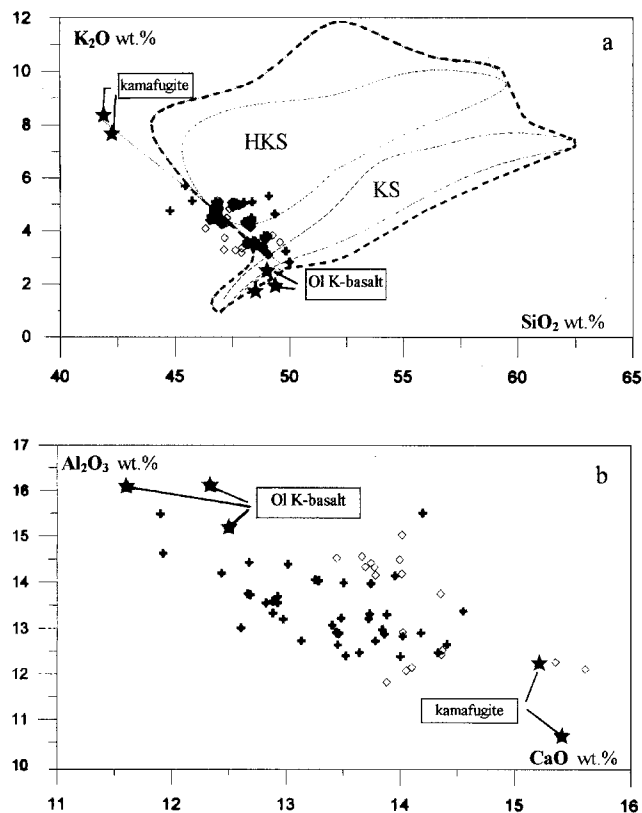 12
K₂O wt.%
a
10
kamafugite
8
HKS
6
KS
4
2
Ol K-basalt
0
SiO₂ wt.%
40 45 50 55 60 65
17
Al₂O₃ wt.%
b
16
Ol K-basalt
15
14
13
12
kamafugite
11
10
CaO wt.%
11 12 13 14 15 16